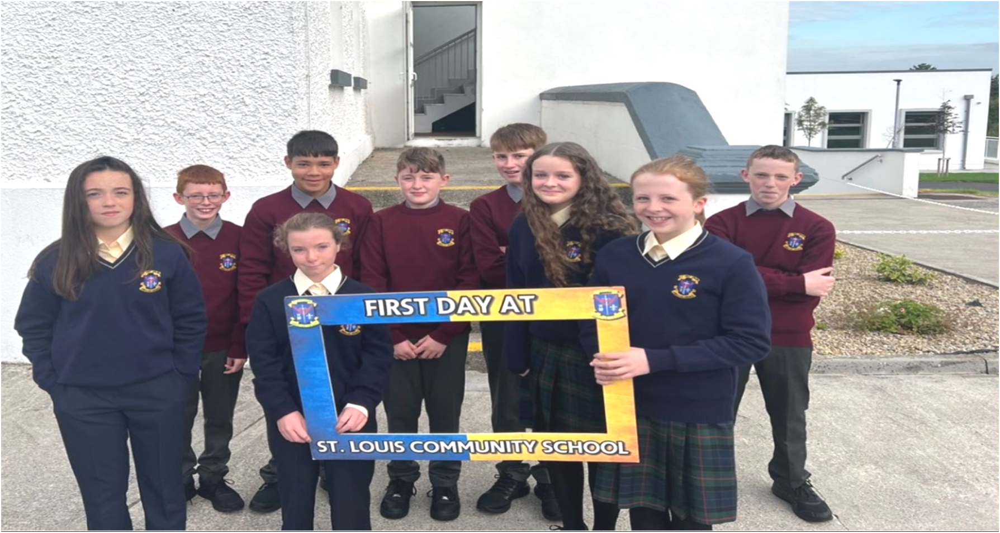 FIRST DAY AT
ST. LOUIS COMMUNITY SCHOOL